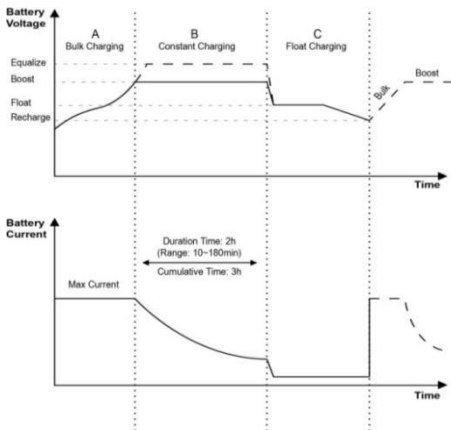 Battery
Voltage
A
Bulk Charging
B
Constant Charging
C
Float Charging
Equalize
Boost
Float
Recharge
Bulk
Boost
Time
Battery
Current
Duration Time: 2h
(Range: 10~180min)
Cumulative Time: 3h
Max Current
Time